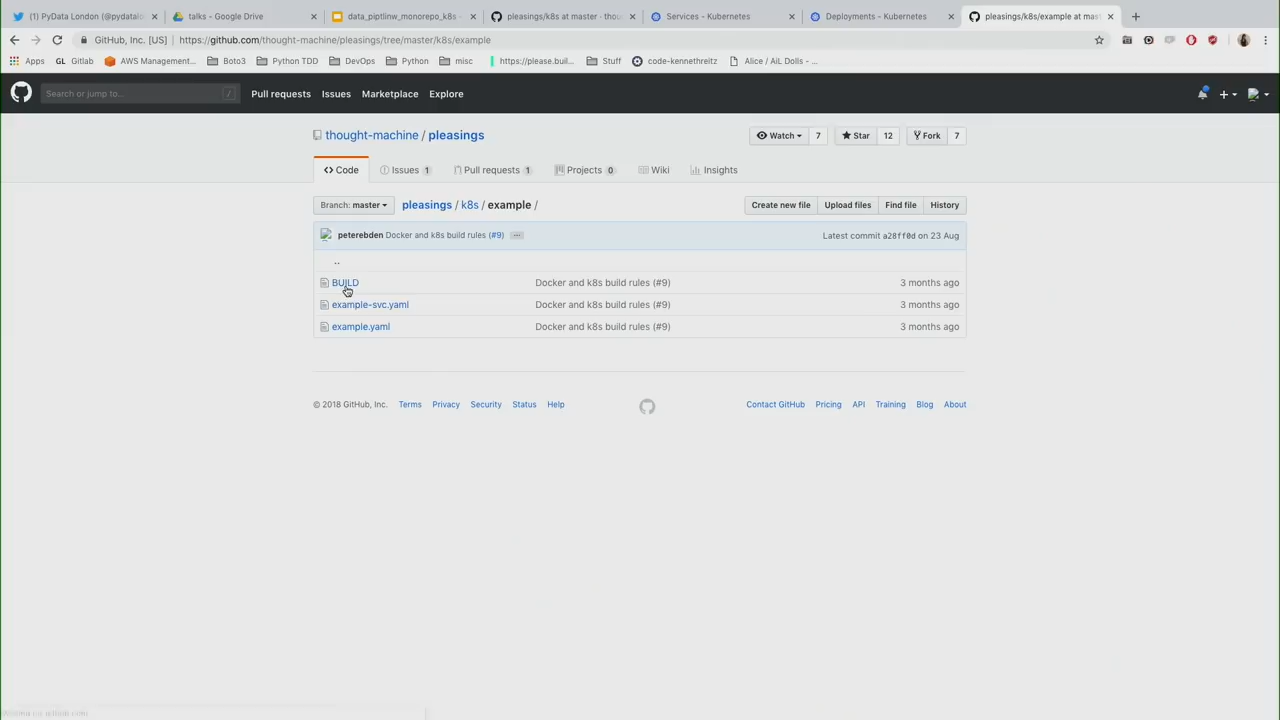 (1) PyData London (@pydatalo
talks - Google Drive
data_piptlinw_monorepo_k8s -
pleasings/k8s at master · thou
Services - Kubernetes
Deployments - Kubernetes
pleasings/k8s/example at mas
GitHub, Inc. [US] https://github.com/thought-machine/pleasings/tree/master/k8s/example
Apps GL Gitlab AWS Management... Boto3 Python TDD DevOps Python misc https://please.buil... Stuff code-kennethreitz Alice / AiL Dolls - ...
Search or jump to... / Pull requests Issues Marketplace Explore
thought-machine / pleasings Watch 7 Star 12 Fork 7
Code Issues 1 Pull requests 1 Projects 0 Wiki Insights
Branch: master pleasings / k8s / example / Create new file Upload files Find file History
peterebden Docker and k8s build rules (#9) ... Latest commit a28ff0d on 23 Aug
..
BUILD Docker and k8s build rules (#9) 3 months ago
example-svc.yaml Docker and k8s build rules (#9) 3 months ago
example.yaml Docker and k8s build rules (#9) 3 months ago
© 2018 GitHub, Inc. Terms Privacy Security Status Help Contact GitHub Pricing API Training Blog About